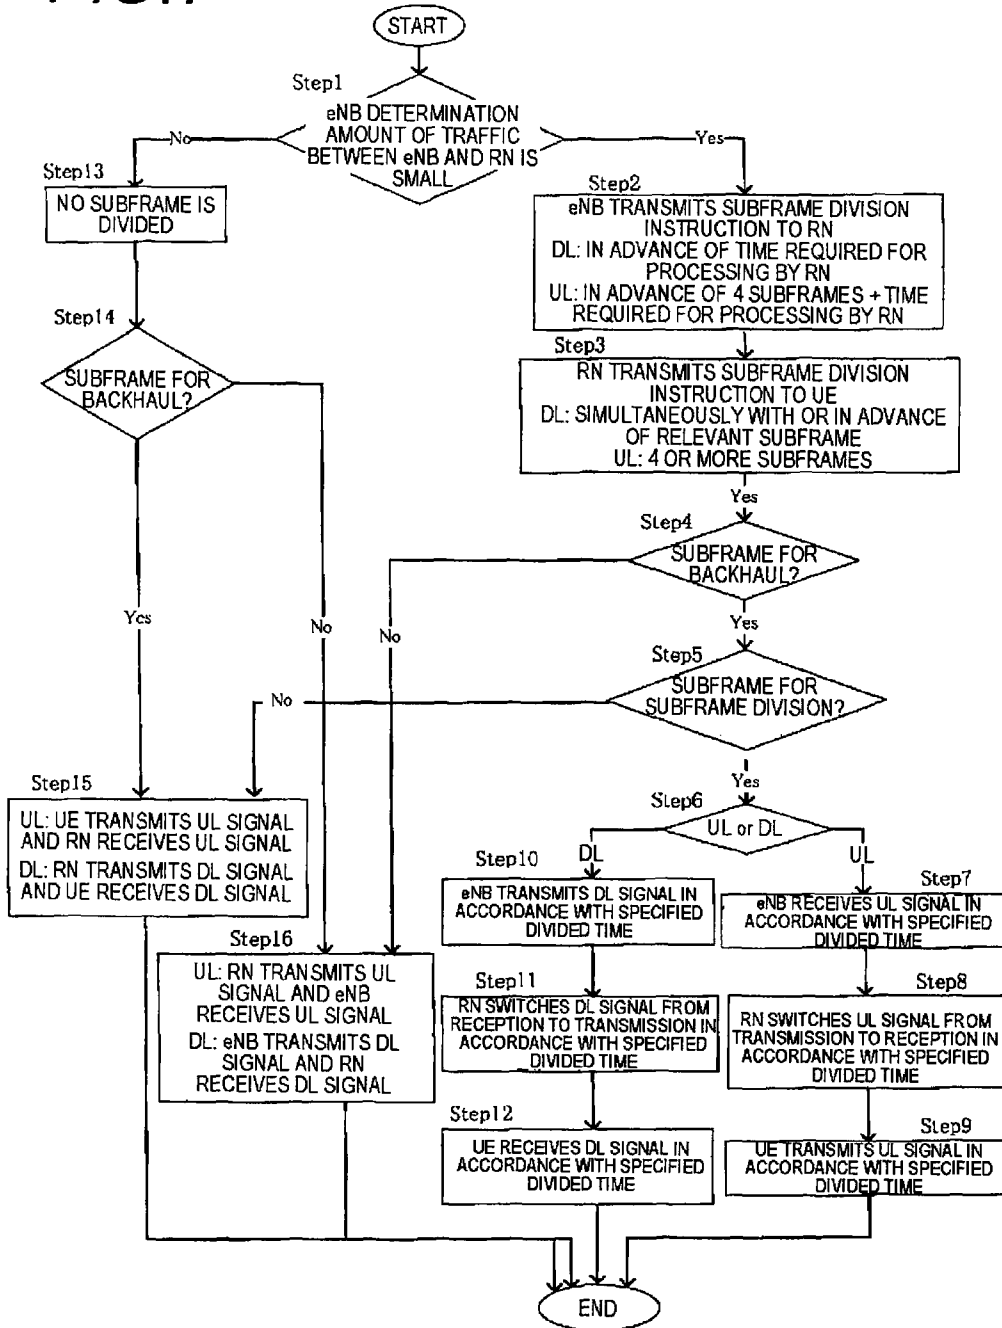 START
Step1
eNB DETERMINATION
AMOUNT OF TRAFFIC
BETWEEN eNB AND RN IS
SMALL
No
Yes
Step13
NO SUBFRAME IS
DIVIDED
Step2
eNB TRANSMITS SUBFRAME DIVISION
INSTRUCTION TO RN
DL: IN ADVANCE OF TIME REQUIRED FOR
PROCESSING BY RN
UL: IN ADVANCE OF 4 SUBFRAMES + TIME
REQUIRED FOR PROCESSING BY RN
Step14
SUBFRAME FOR
BACKHAUL?
Step3
RN TRANSMITS SUBFRAME DIVISION
INSTRUCTION TO UE
DL: SIMULTANEOUSLY WITH OR IN ADVANCE
OF RELEVANT SUBFRAME
UL: 4 OR MORE SUBFRAMES
Yes
Step4
SUBFRAME FOR
BACKHAUL?
Yes
No
No
Yes
Step5
SUBFRAME FOR
SUBFRAME DIVISION?
No
Yes
Step15
UL: UE TRANSMITS UL SIGNAL
AND RN RECEIVES UL SIGNAL
DL: RN TRANSMITS DL SIGNAL
AND UE RECEIVES DL SIGNAL
Step6
UL or DL
DL
UL
Step10
eNB TRANSMITS DL SIGNAL IN
ACCORDANCE WITH SPECIFIED
DIVIDED TIME
Step7
eNB RECEIVES UL SIGNAL IN
ACCORDANCE WITH SPECIFIED
DIVIDED TIME
Step16
UL: RN TRANSMITS UL
SIGNAL AND eNB
RECEIVES UL SIGNAL
DL: eNB TRANSMITS DL
SIGNAL AND RN
RECEIVES DL SIGNAL
Step11
RN SWITCHES DL SIGNAL FROM
RECEPTION TO TRANSMISSION IN
ACCORDANCE WITH SPECIFIED
DIVIDED TIME
Step8
RN SWITCHES UL SIGNAL FROM
TRANSMISSION TO RECEPTION IN
ACCORDANCE WITH SPECIFIED
DIVIDED TIME
Step12
UE RECEIVES DL SIGNAL IN
ACCORDANCE WITH SPECIFIED
DIVIDED TIME
Step9
UE TRANSMITS UL SIGNAL IN
ACCORDANCE WITH SPECIFIED
DIVIDED TIME
END